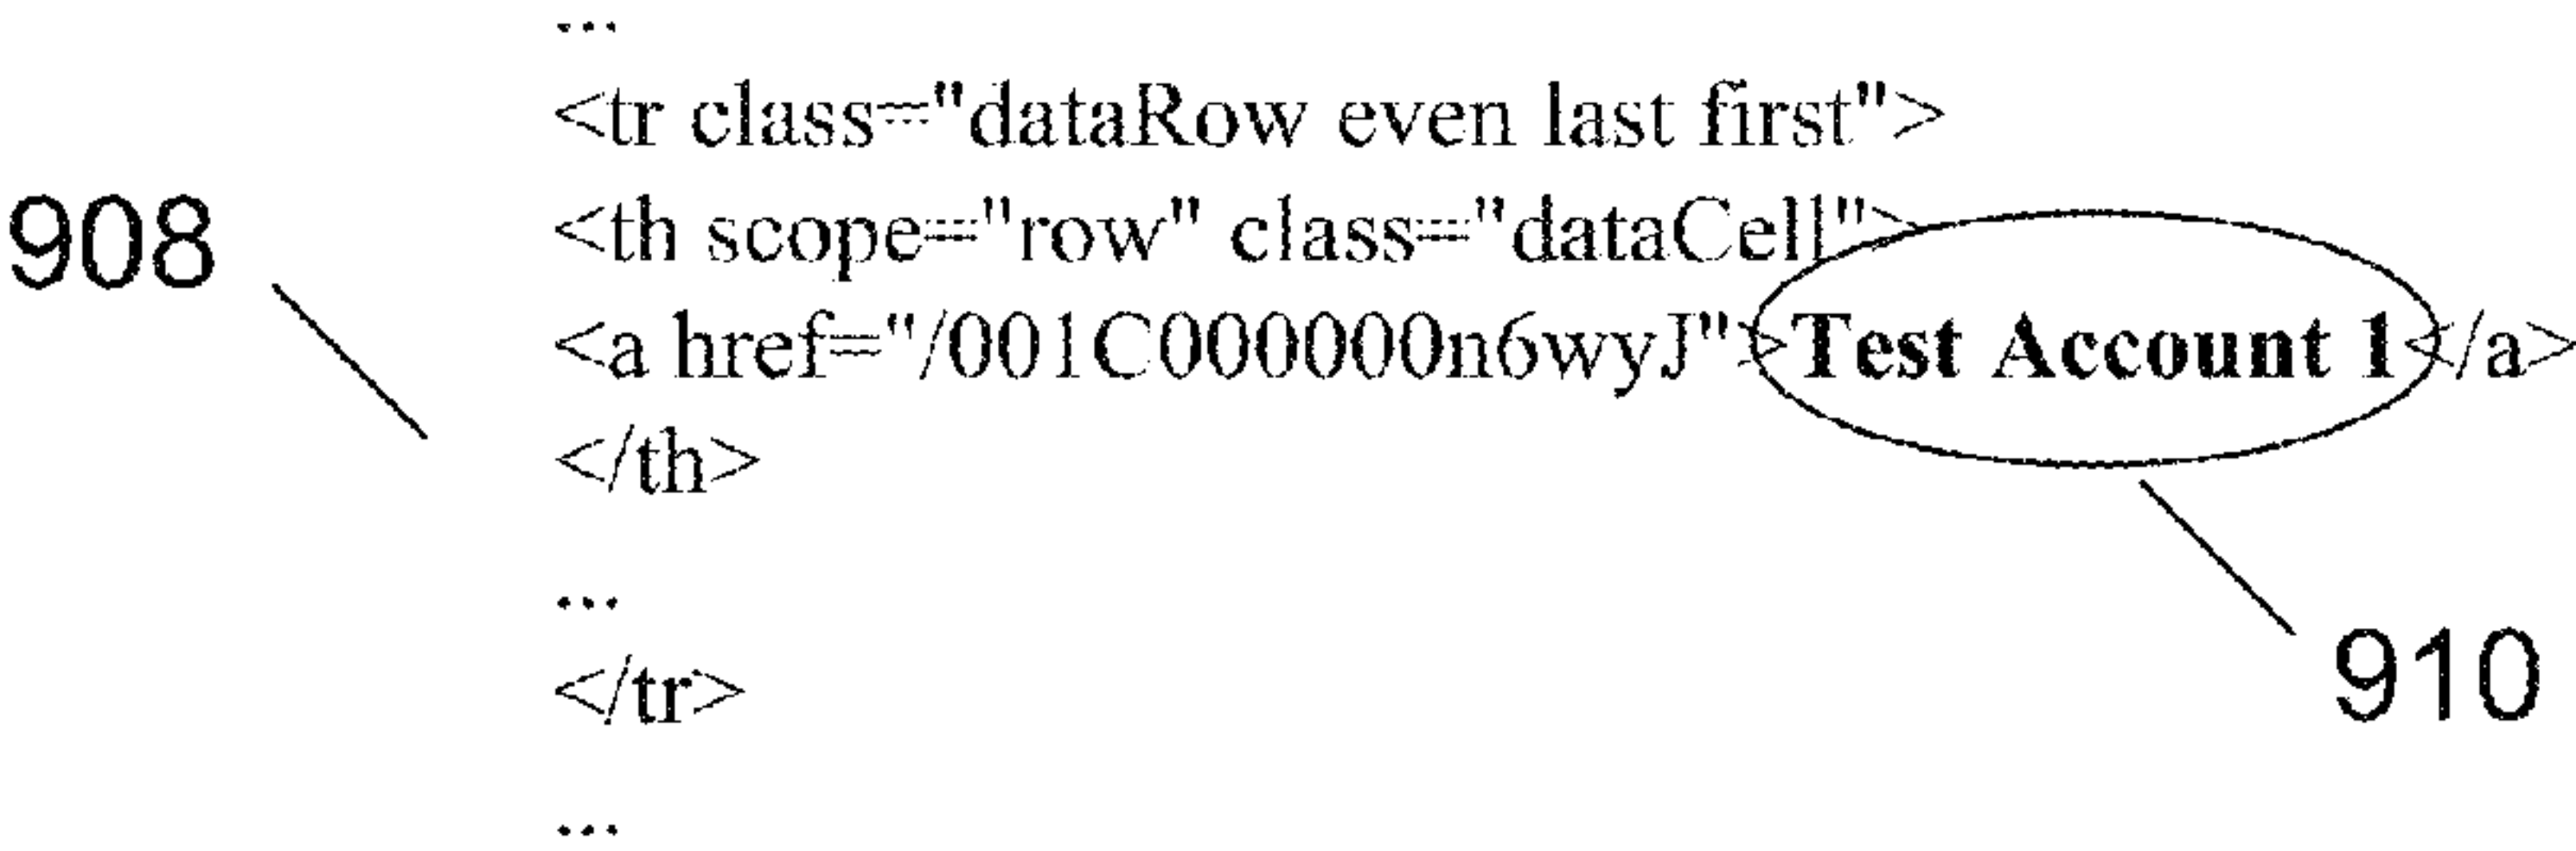 ...
<tr class="dataRow even last first">
<th scope="row" class="dataCell">
908
<a href="/001C000000n6wyJ">Test Account 1</a>
</th>
...
</tr>
910
...